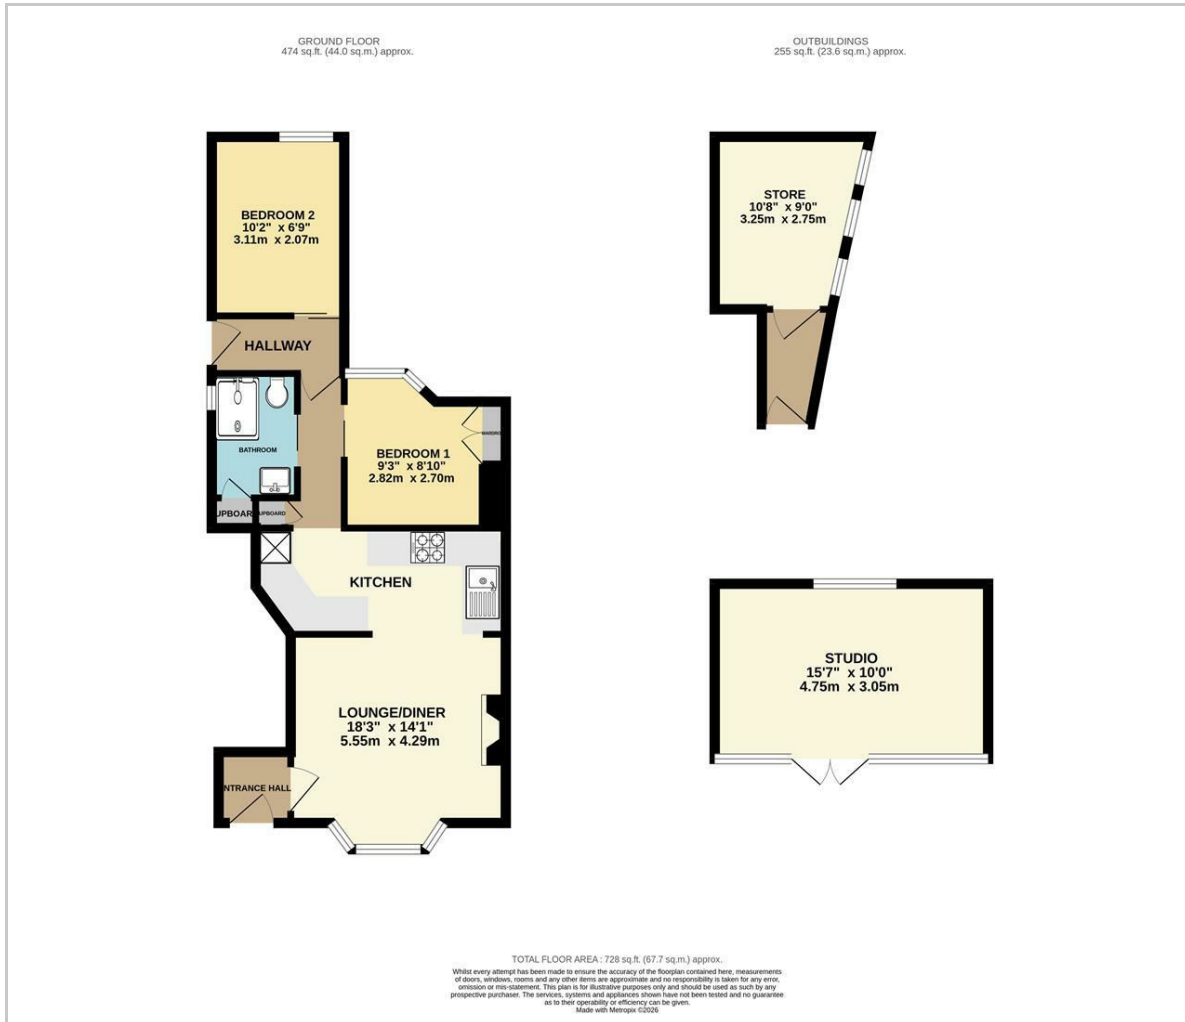 GROUND FLOOR
474 sq.ft. (44.0 sq.m.) approx.
OUTBUILDINGS
255 sq.ft. (23.6 sq.m.) approx.
BEDROOM 2
10'2" x 6'9"
3.11m x 2.07m
STORE
10'8" x 9'0"
3.25m x 2.75m
HALLWAY
BATHROOM
BEDROOM 1
9'3" x 8'10"
2.82m x 2.70m
UPBOAR
UPBOARD
KITCHEN
STUDIO
15'7" x 10'0"
4.75m x 3.05m
LOUNGE/DINER
18'3" x 14'1"
5.55m x 4.29m
NTRANCE HALL
TOTAL FLOOR AREA : 728 sq.ft. (67.7 sq.m.) approx.
Whilst every attempt has been made to ensure the accuracy of the floorplan contained here, measurements
of doors, windows, rooms and any other items are approximate and no responsibility is taken for any error,
omission or mis-statement. This plan is for illustrative purposes only and should be used as such by any
prospective purchaser. The services, systems and appliances shown have not been tested and no guarantee
as to their operability or efficiency can be given.
Made with Metropix ©2026